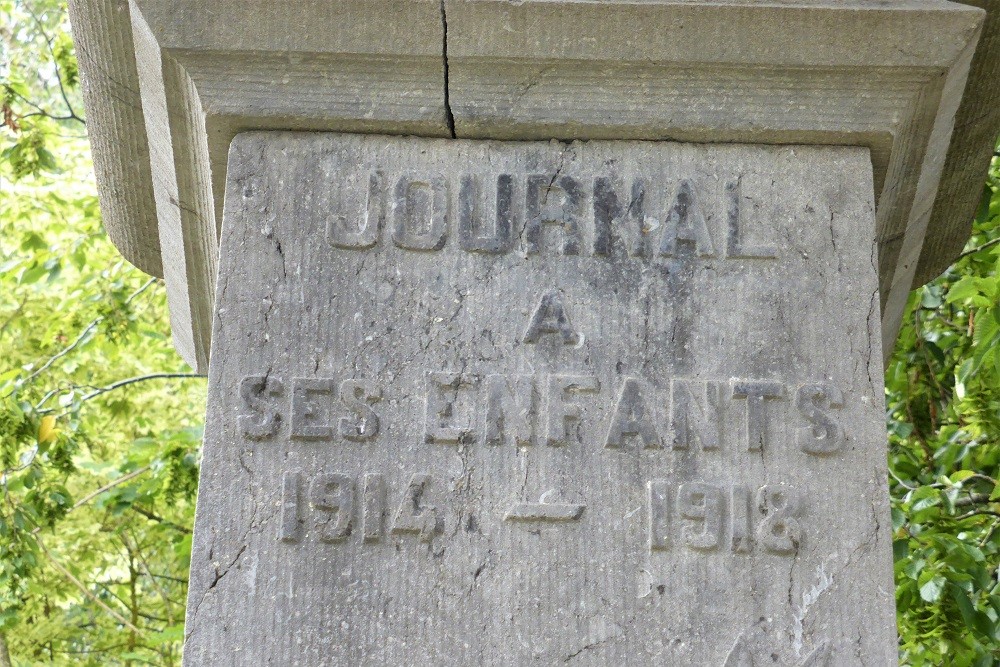 JOURNAL
A
SES ENFANTS
1914 — 1918